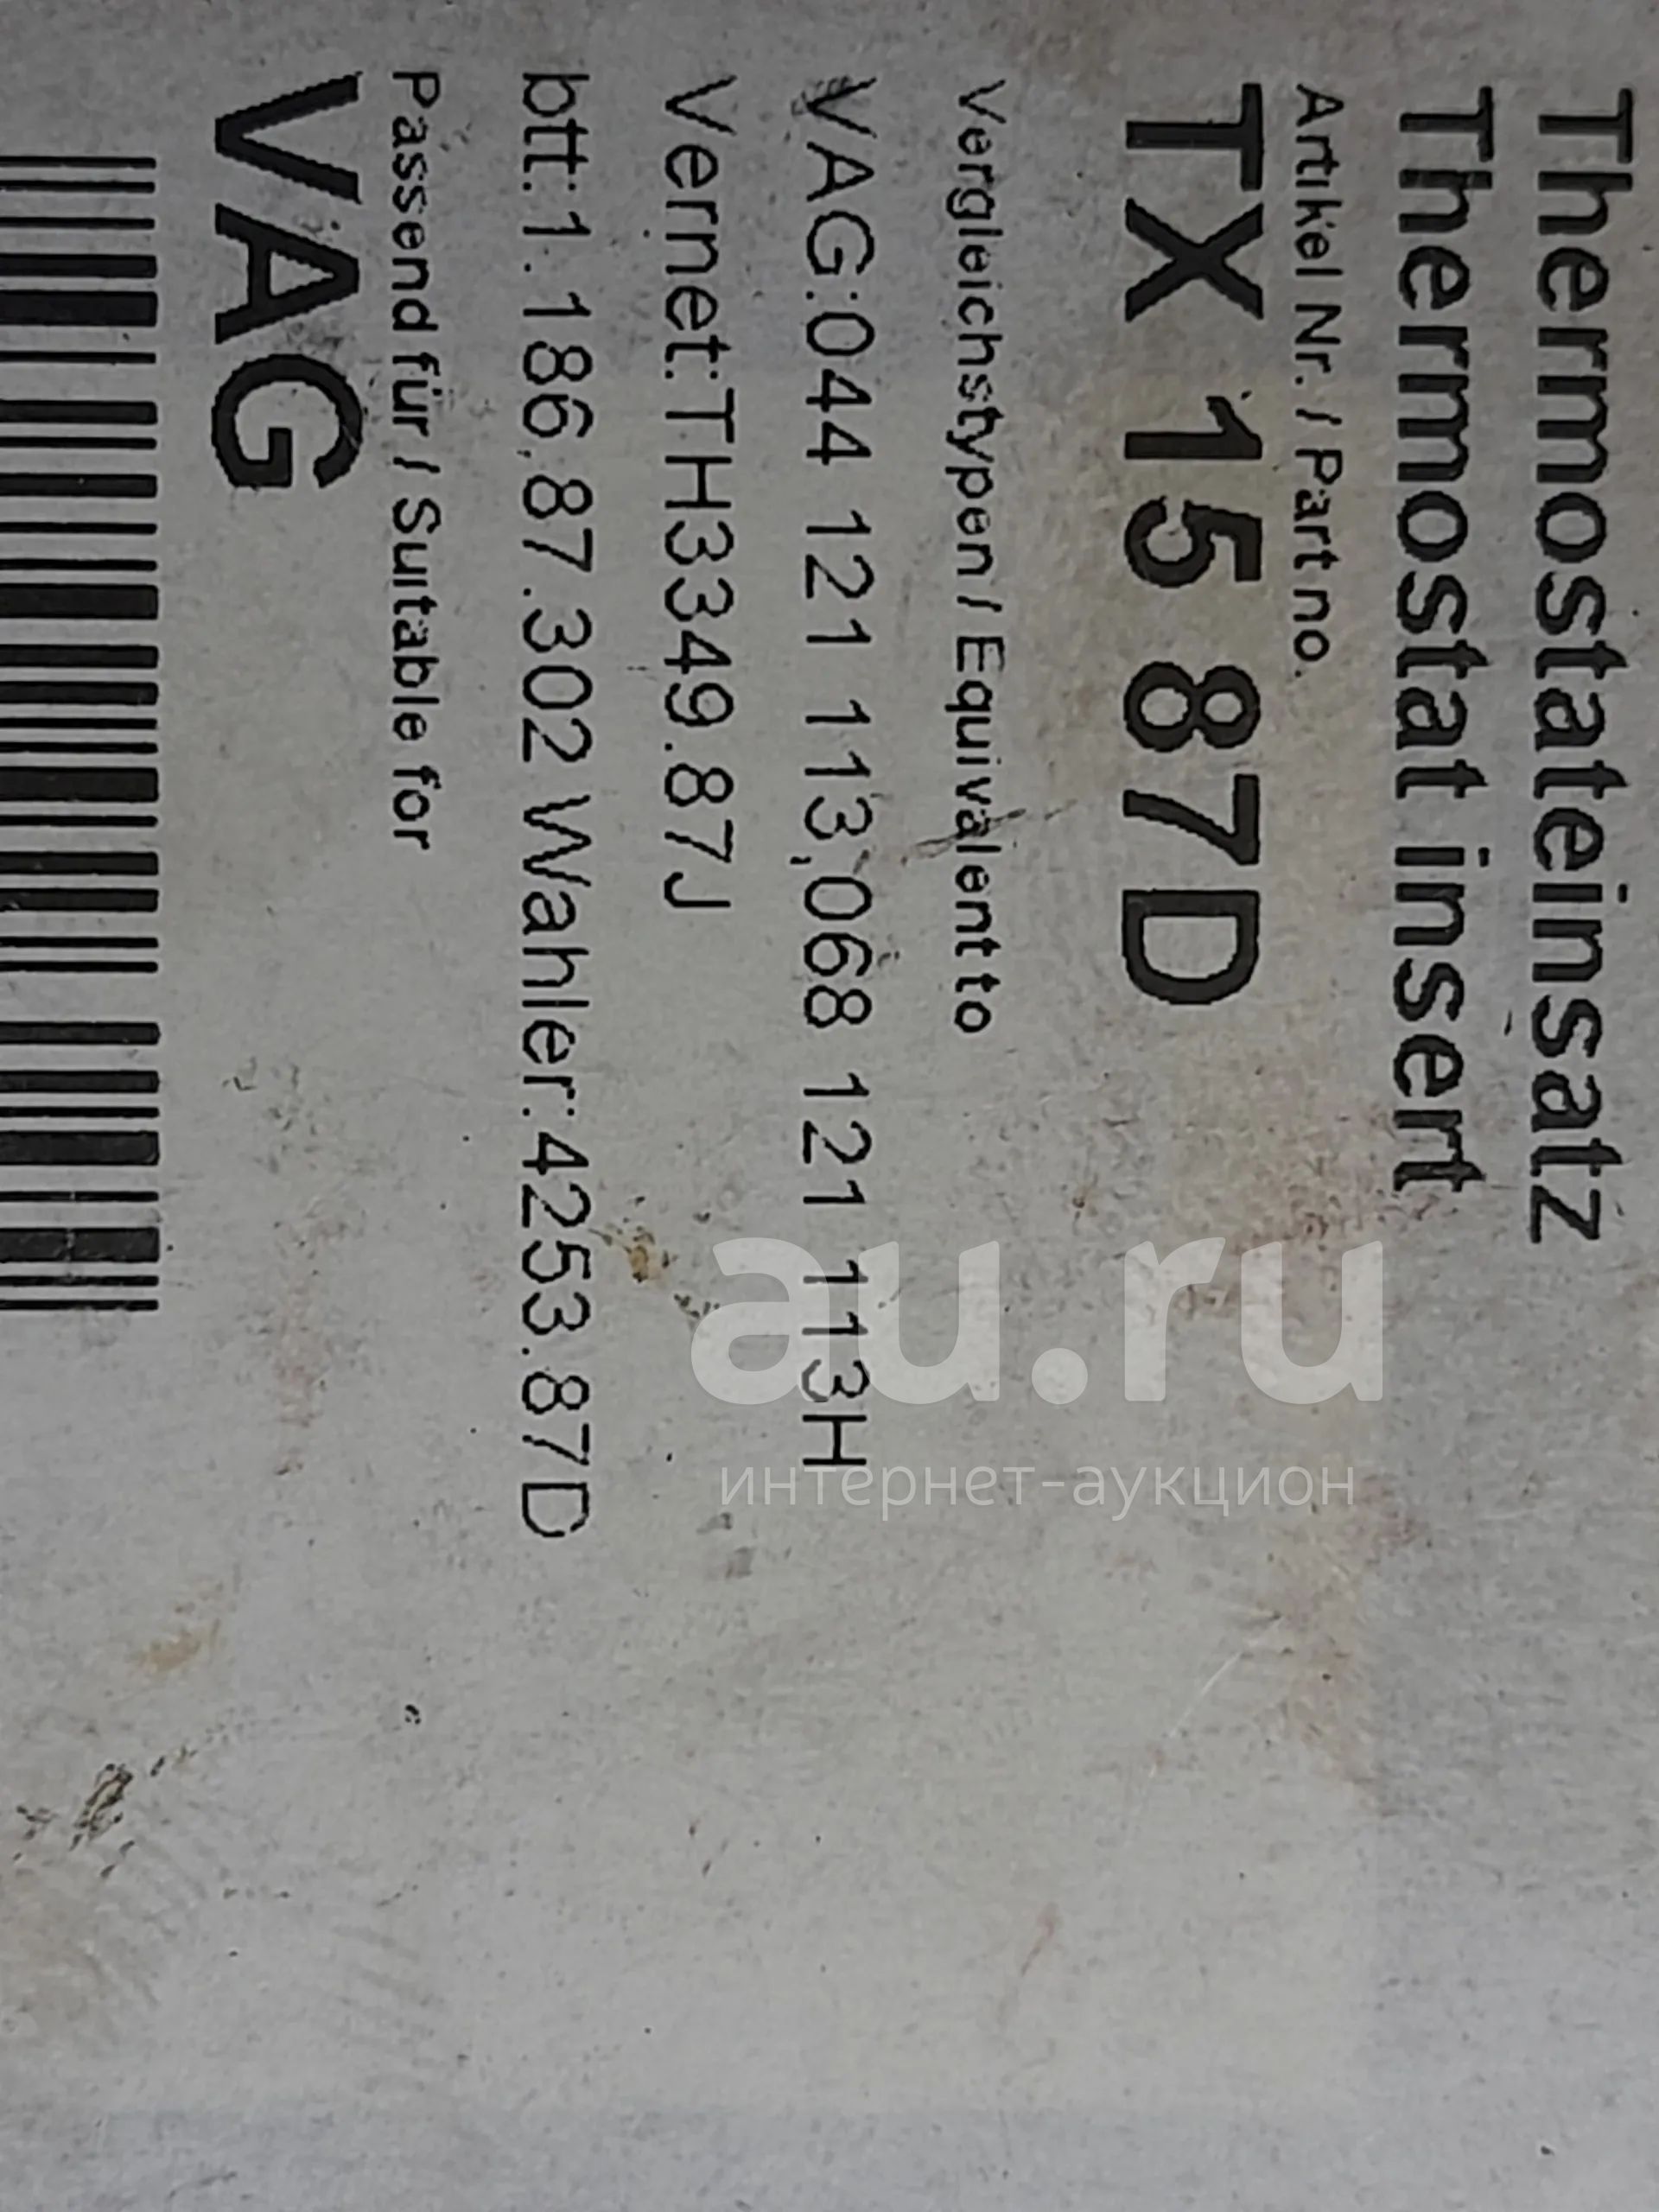 Thermostateinsatz
Thermostat insert
Artikel Nr. / Part no.
TX 15 87D
Vergleichstypen / Equivalent to
VAG:044 121 113,068 121 113H
Vernet:TH3349.87J
btt:1.186.87.302 Wahler:4253.87D
Passend für / Suitable for
VAG
au.ru
интернет-аукцион